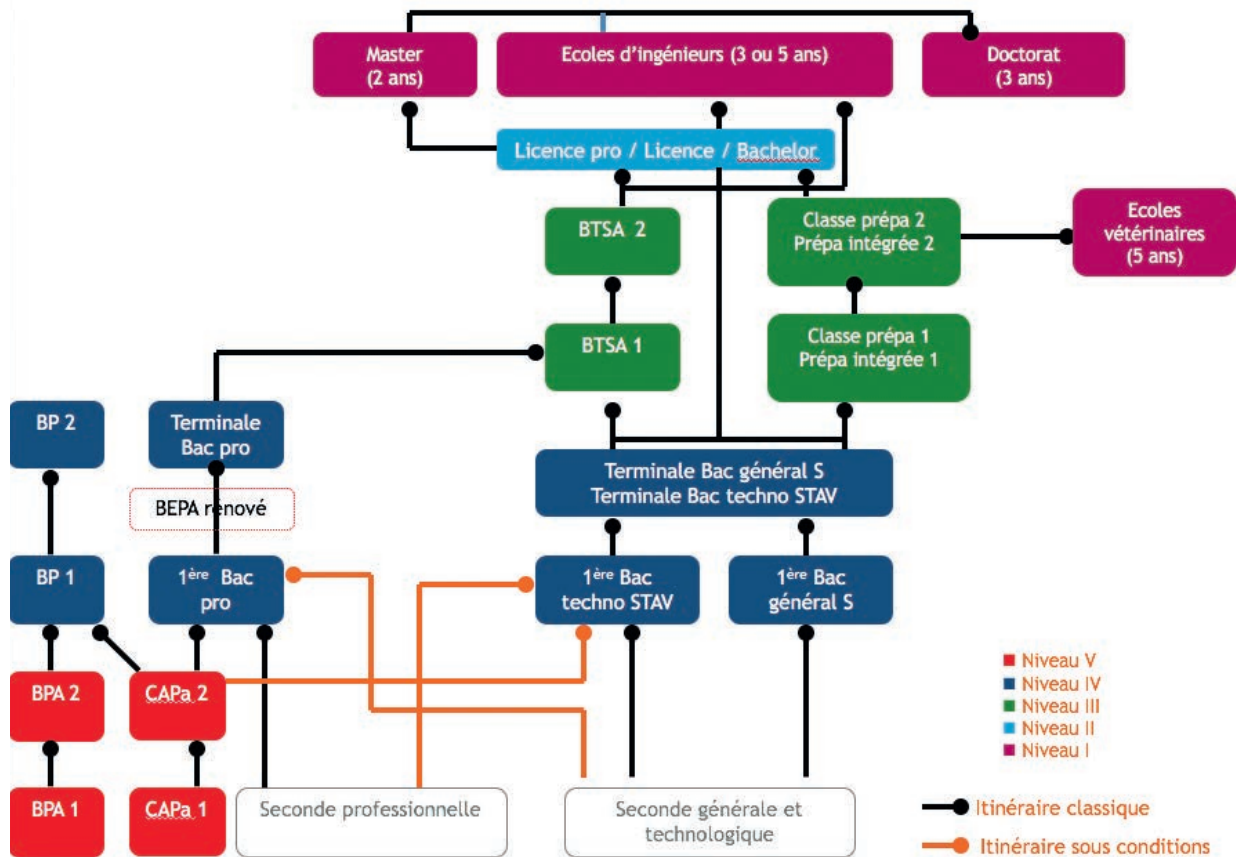 Master
(2 ans)
Ecoles d'ingénieurs (3 ou 5 ans)
Doctorat
(3 ans)
Licence pro / Licence / Bachelor
BTSA 2
Classe prépa 2
Prépa intégrée 2
Ecoles
vétérinaires
(5 ans)
BTSA 1
Classe prépa 1
Prépa intégrée 1
BP 2
Terminale
Bac pro
Terminale Bac général S
Terminale Bac techno STAV
BEPA rénové
BP 1
1ère Bac
pro
1ère Bac
techno STAV
1ère Bac
général S
BPA 2
CAPa 2
Niveau V
Niveau IV
Niveau III
Niveau II
Niveau I
BPA 1
CAPa 1
Seconde professionnelle
Seconde générale et
technologique
Itinéraire classique
Itinéraire sous conditions